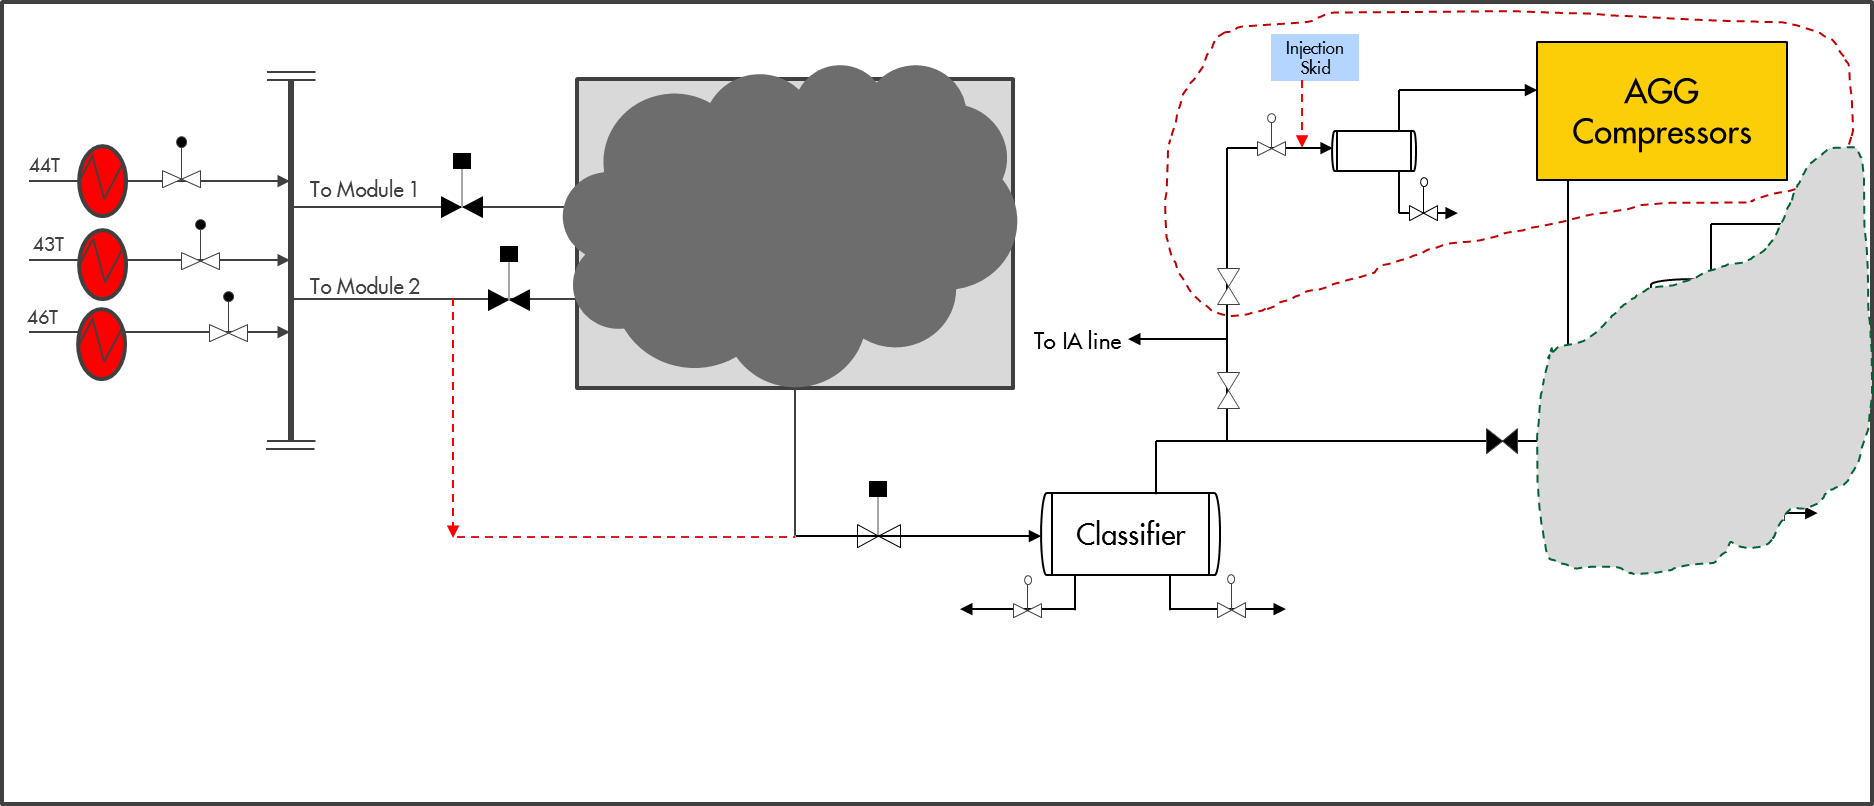 Injection
Skid
AGG
Compressors
44T
To Module 1
43T
To Module 2
46T
To IA line
Classifier